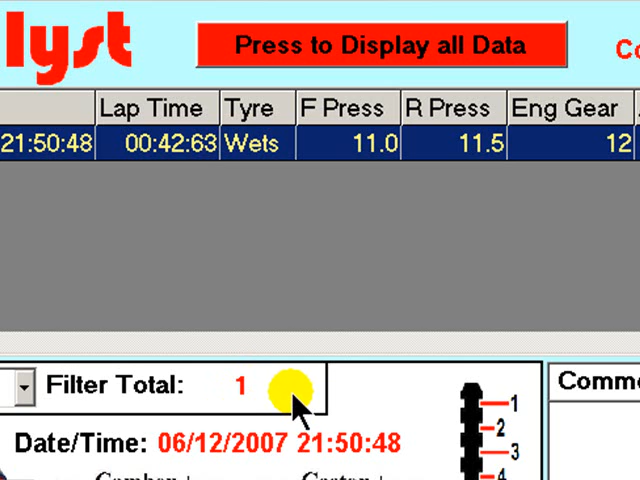 lyst
Press to Display all Data
Lap Time Tyre F Press R Press Eng Gear
21:50:48 00:42:63 Wets 11.0 11.5 12
Filter Total: 1
Date/Time: 06/12/2007 21:50:48
1
2
3
4